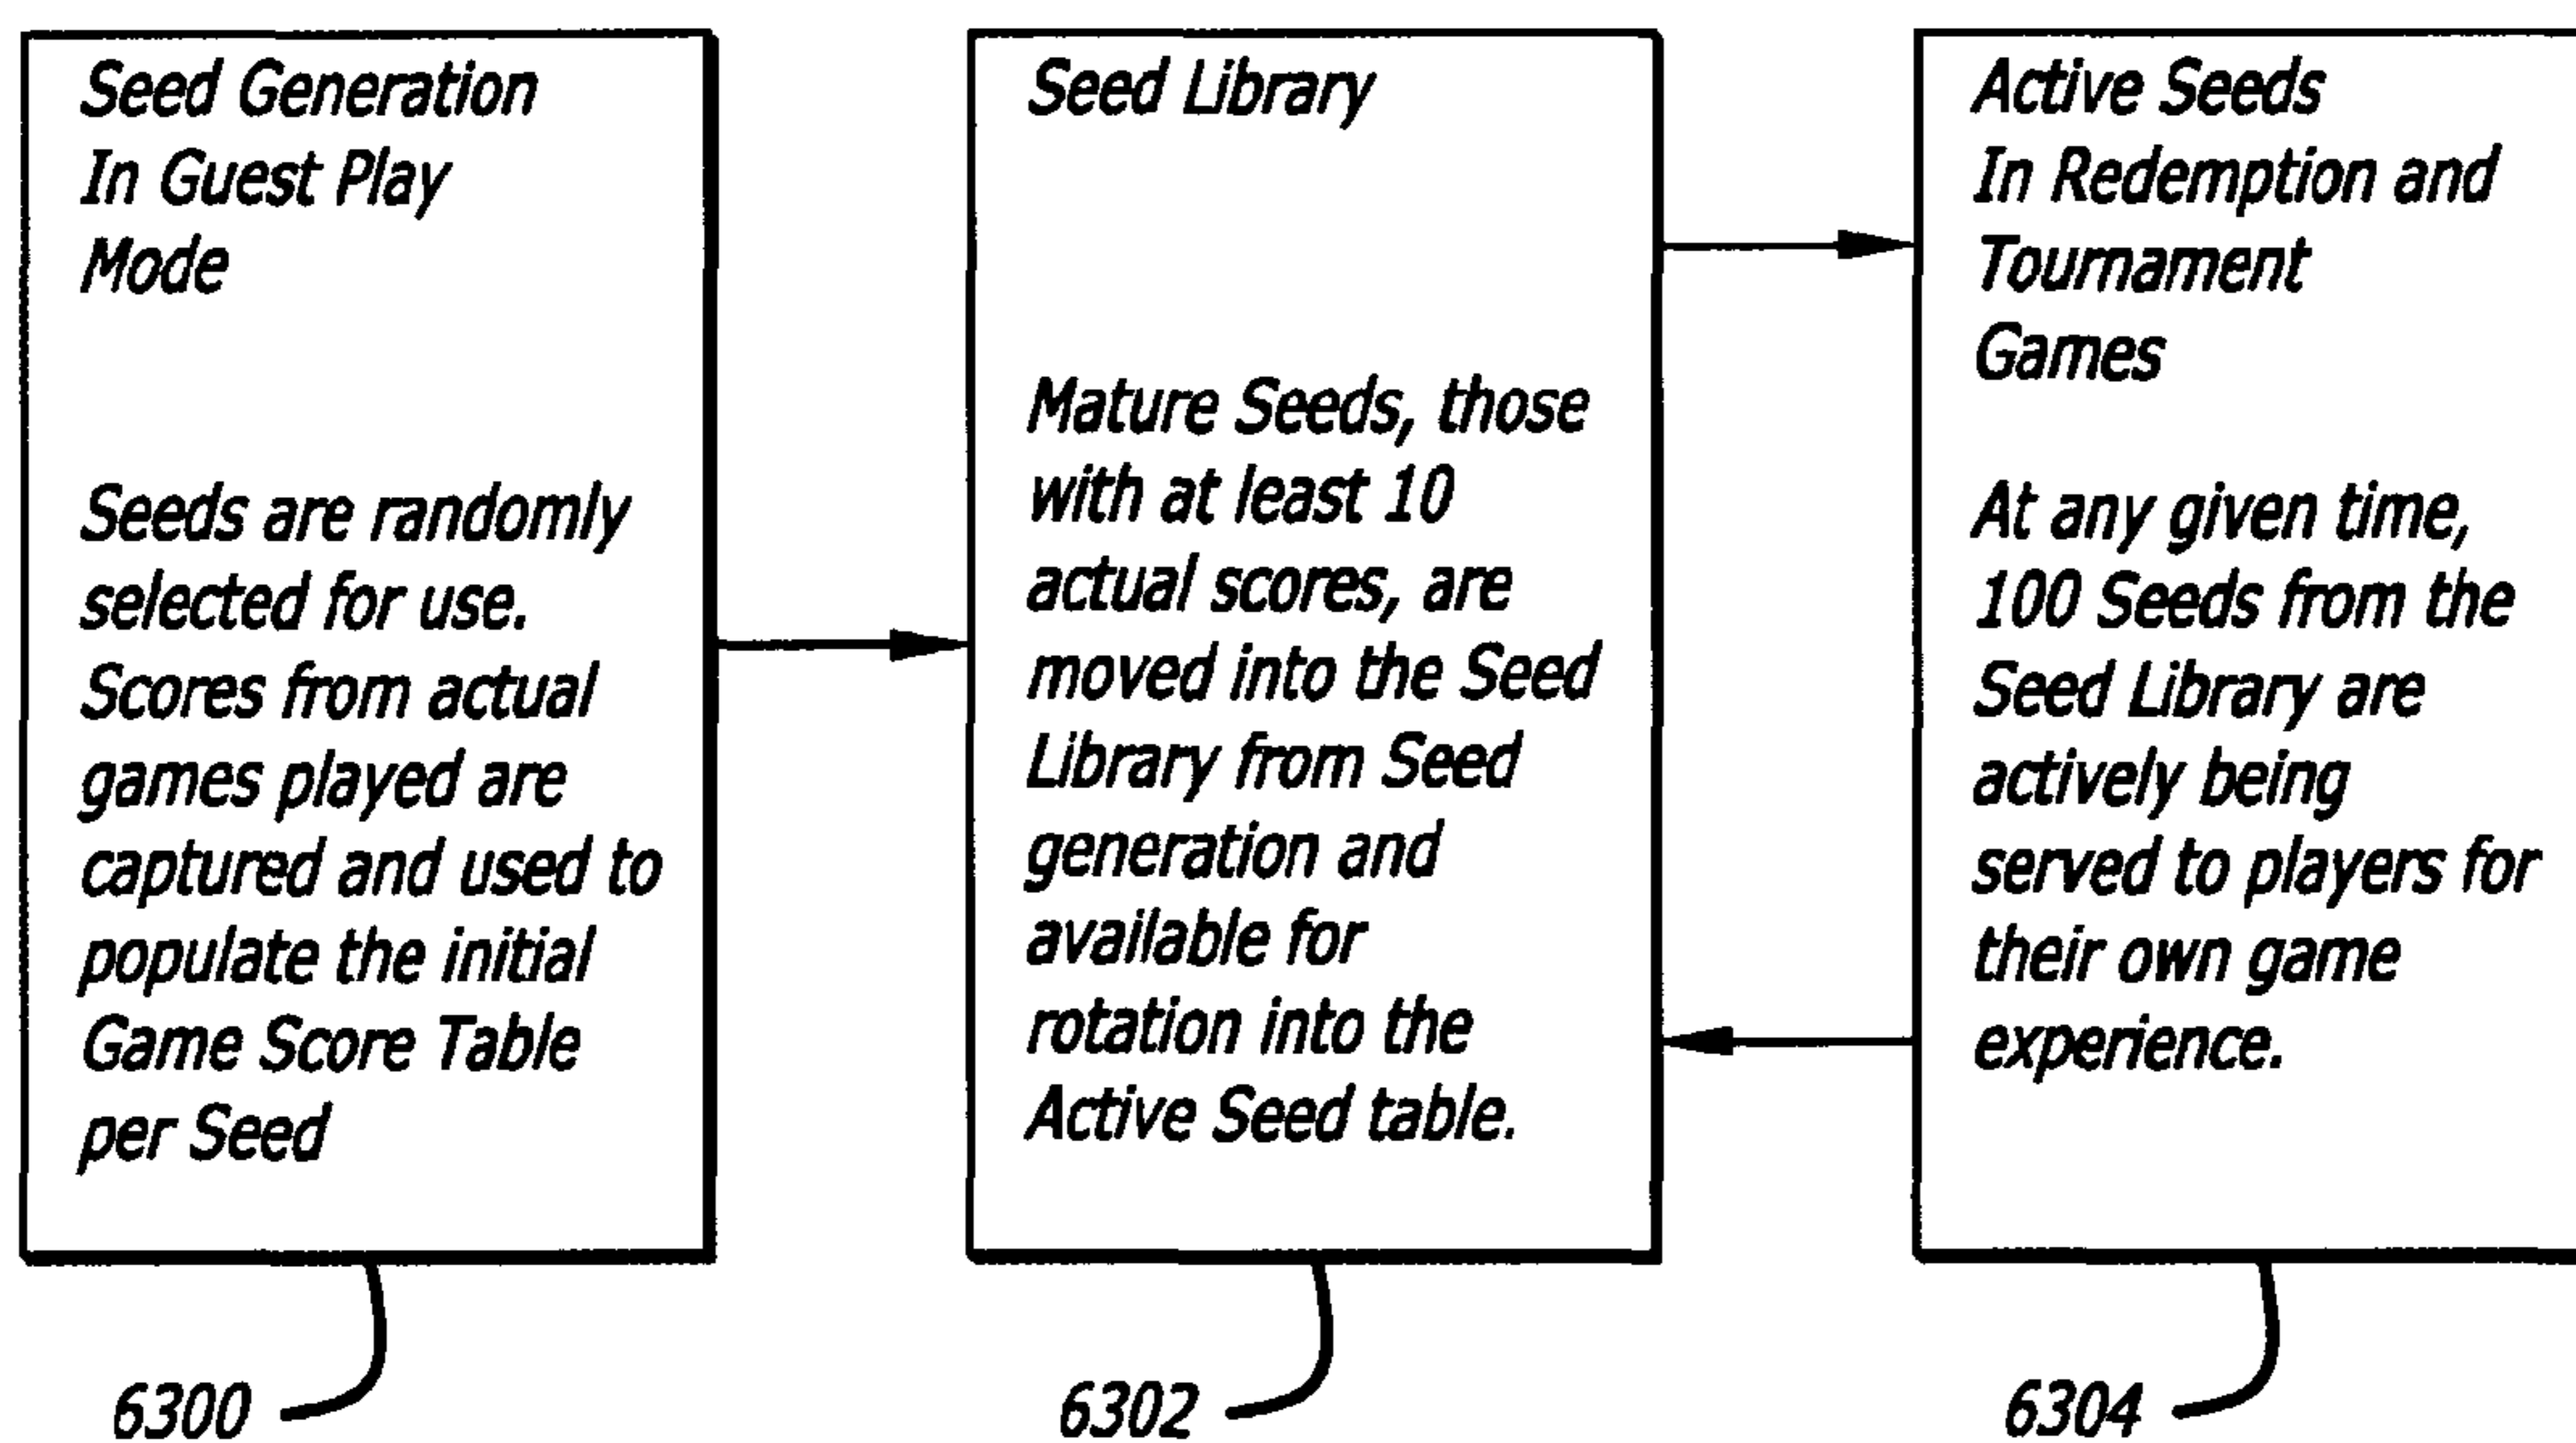 Seed Generation
In Guest Play
Mode
Seeds are randomly
selected for use.
Scores from actual
games played are
captured and used to
populate the initial
Game Score Table
per Seed
6300
Seed Library
Mature Seeds, those
with at least 10
actual scores, are
moved into the Seed
Library from Seed
generation and
available for
rotation into the
Active Seed table.
6302
Active Seeds
In Redemption and
Tournament
Games
At any given time,
100 Seeds from the
Seed Library are
actively being
served to players for
their own game
experience.
6304